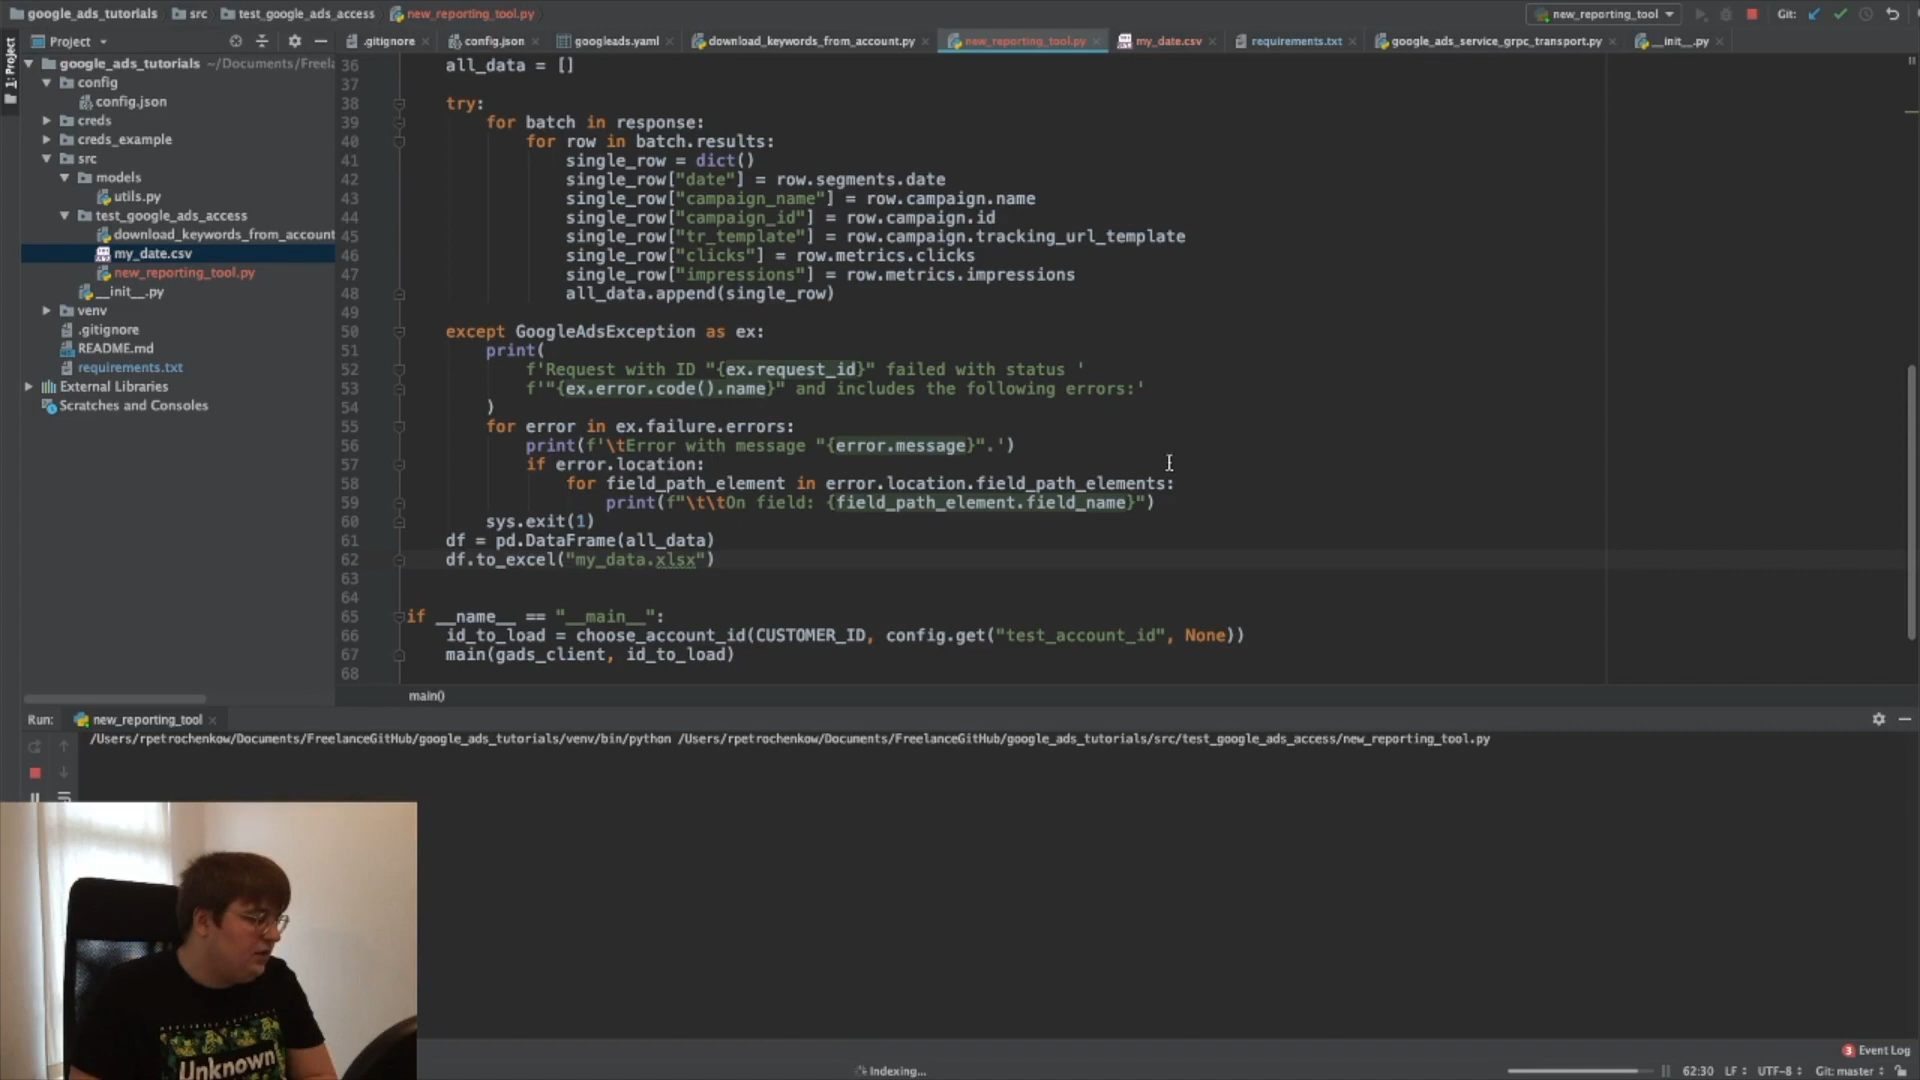 google_ads_tutorials src test_google_ads_access new_reporting_tool.py new_reporting_tool Git:
1: Project
Project
.gitignore config.json googleads.yaml download_keywords_from_account.py new_reporting_tool.py my_date.csv requirements.txt google_ads_service_grpc_transport.py __init__.py
google_ads_tutorials ~/Documents/Freela
config
config.json
creds
creds_example
src
models
utils.py
test_google_ads_access
download_keywords_from_account
my_date.csv
new_reporting_tool.py
__init__.py
venv
.gitignore
README.md
requirements.txt
External Libraries
Scratches and Consoles
36 all_data = []
37
38 try:
39 for batch in response:
40 for row in batch.results:
41 single_row = dict()
42 single_row["date"] = row.segments.date
43 single_row["campaign_name"] = row.campaign.name
44 single_row["campaign_id"] = row.campaign.id
45 single_row["tr_template"] = row.campaign.tracking_url_template
46 single_row["clicks"] = row.metrics.clicks
47 single_row["impressions"] = row.metrics.impressions
48 all_data.append(single_row)
49
50 except GoogleAdsException as ex:
51 print(
52 f'Request with ID "{ex.request_id}" failed with status '
53 f'"{ex.error.code().name}" and includes the following errors:'
54 )
55 for error in ex.failure.errors:
56 print(f'\tError with message "{error.message}".')
57 if error.location:
58 for field_path_element in error.location.field_path_elements:
59 print(f"\t\tOn field: {field_path_element.field_name}")
60 sys.exit(1)
61 df = pd.DataFrame(all_data)
62 df.to_excel("my_data.xlsx")
63
64
65 if __name__ == "__main__":
66 id_to_load = choose_account_id(CUSTOMER_ID, config.get("test_account_id", None))
67 main(gads_client, id_to_load)
68
main()
Run: new_reporting_tool
/Users/rpetrochenkow/Documents/FreelanceGitHub/google_ads_tutorials/venv/bin/python /Users/rpetrochenkow/Documents/FreelanceGitHub/google_ads_tutorials/src/test_google_ads_access/new_reporting_tool.py
Unknown!
3 Event Log
Indexing... 62:30 LF UTF-8 Git: master